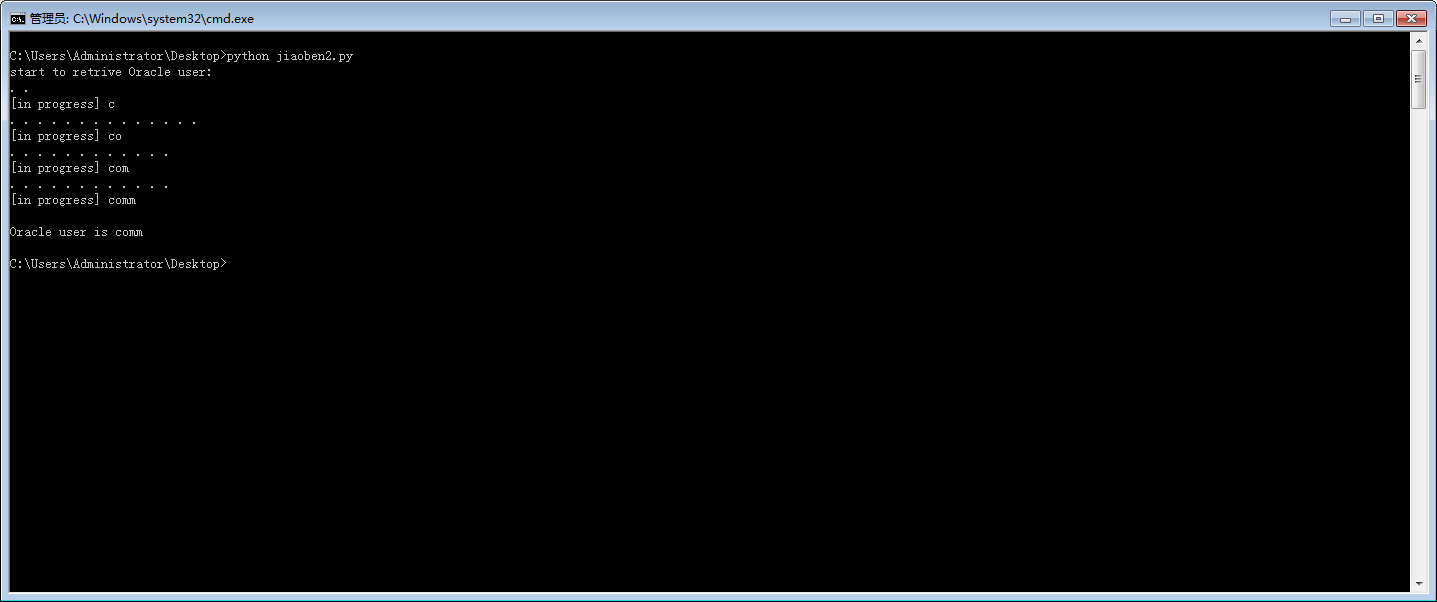 管理员: C:\Windows\system32\cmd.exe
C:\Users\Administrator\Desktop>python jiaoben2.py
start to retrive Oracle user:
. .
[in progress] c
. . . . . . . . . . . . . .
[in progress] co
. . . . . . . . . . . .
[in progress] com
. . . . . . . . . . . .
[in progress] comm
Oracle user is comm
C:\Users\Administrator\Desktop>